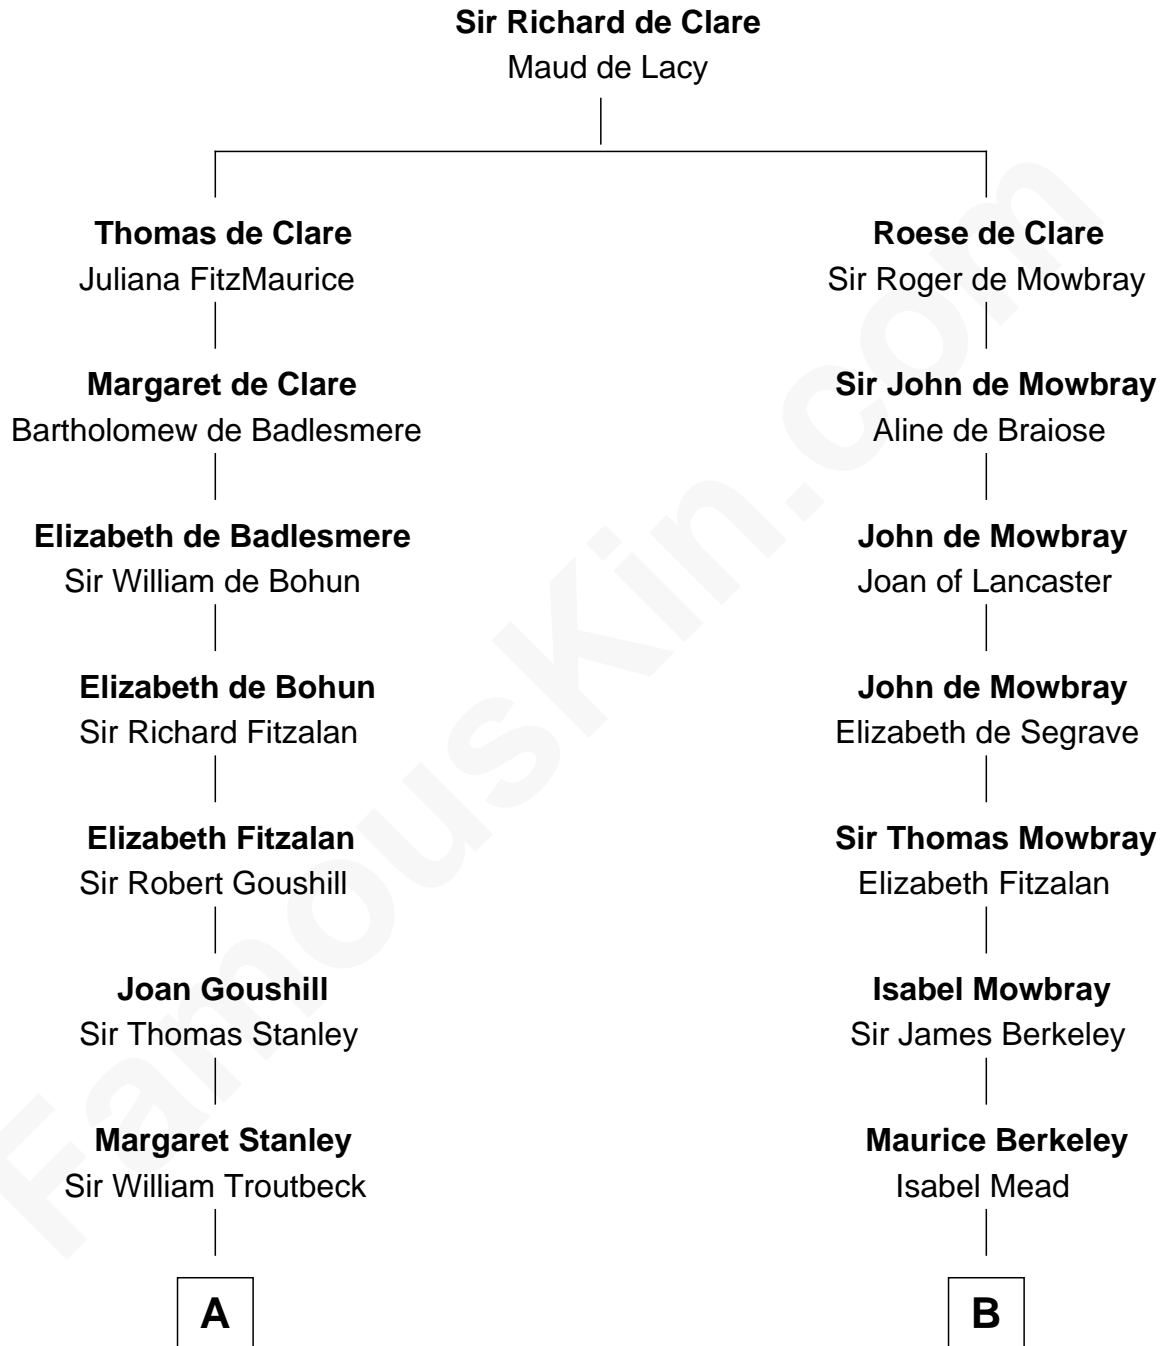 Sir Richard de Clare
Maud de Lacy
Thomas de Clare
Juliana FitzMaurice
Margaret de Clare
Bartholomew de Badlesmere
Elizabeth de Badlesmere
Sir William de Bohun
Elizabeth de Bohun
Sir Richard Fitzalan
Elizabeth Fitzalan
Sir Robert Goushill
Joan Goushill
Sir Thomas Stanley
Margaret Stanley
Sir William Troutbeck
A
Roese de Clare
Sir Roger de Mowbray
Sir John de Mowbray
Aline de Braiose
John de Mowbray
Joan of Lancaster
John de Mowbray
Elizabeth de Segrave
Sir Thomas Mowbray
Elizabeth Fitzalan
Isabel Mowbray
Sir James Berkeley
Maurice Berkeley
Isabel Mead
B
FamousKin.com